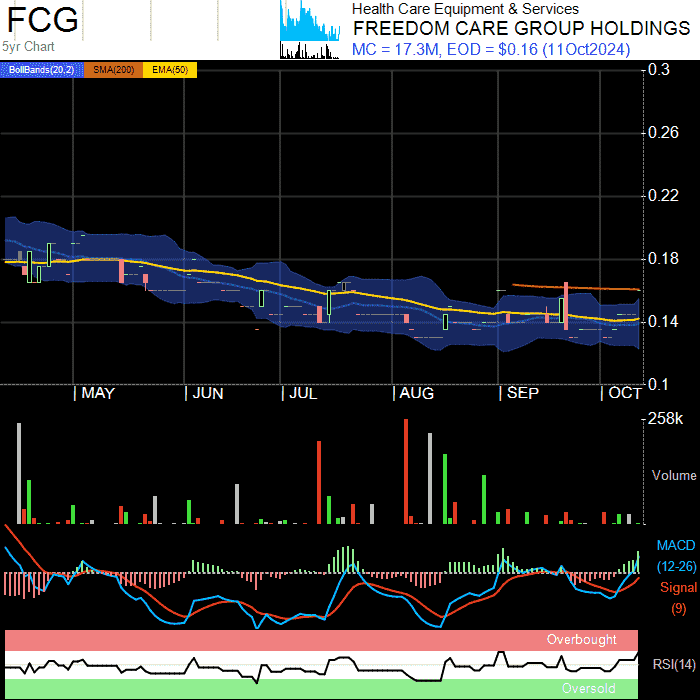 FCG
5yr Chart
Health Care Equipment & Services
FREEDOM CARE GROUP HOLDINGS
MC = 17.3M, EOD = $0.16 (11Oct2024)
BollBands(20,2) SMA(200) EMA(50)
0.3
0.26
0.22
0.18
0.14
0.1
MAY JUN JUL AUG SEP OCT
258k
Volume
MACD
(12-26)
Signal
(9)
Overbought
RSI(14)
Oversold